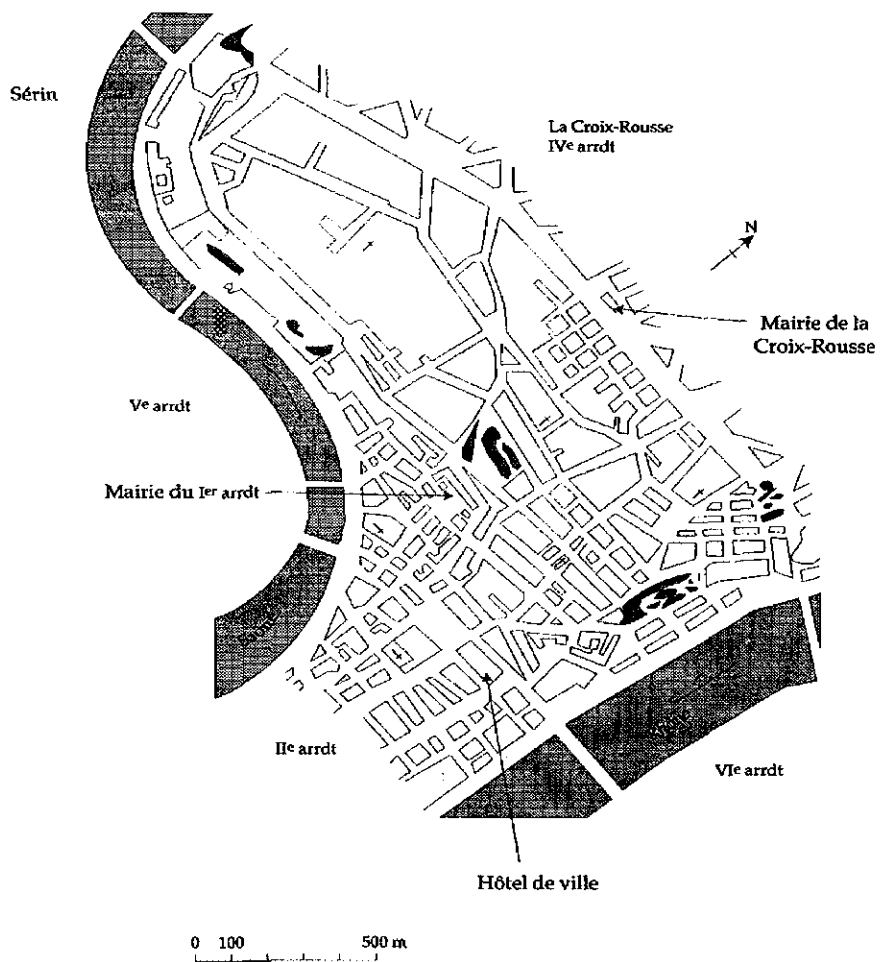 Sérin
La Croix-Rousse
IVe arrdt
N
Mairie de la
Croix-Rousse
Ve arrdt
Mairie du Ier arrdt
Saône
IIe arrdt
VIe arrdt
Hôtel de ville
0 100 500 m